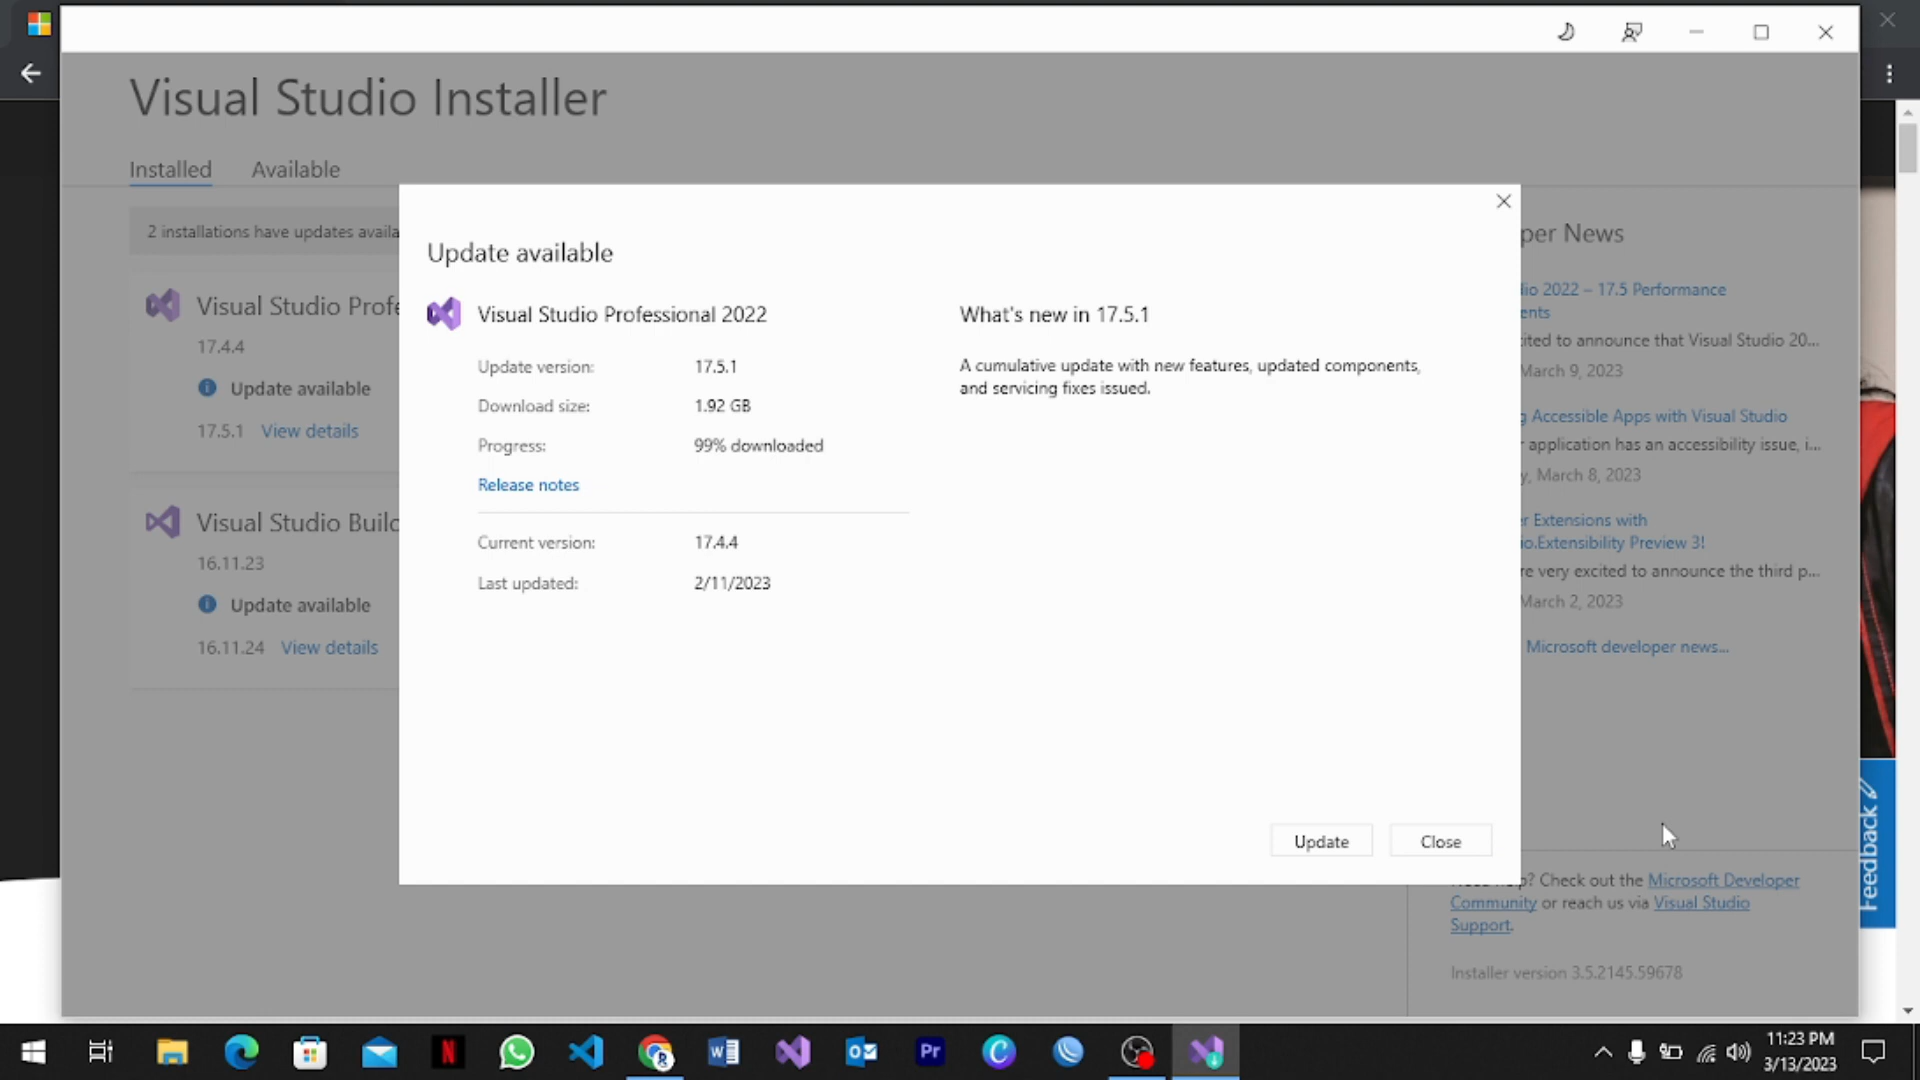 Visual Studio Installer
Installed Available
2 installations have updates availa
Visual Studio Profe
17.4.4
Update available
17.5.1 View details
Visual Studio Build
16.11.23
Update available
16.11.24 View details
Update available
Visual Studio Professional 2022
Update version: 17.5.1
Download size: 1.92 GB
Progress: 99% downloaded
Release notes
Current version: 17.4.4
Last updated: 2/11/2023
What's new in 17.5.1
A cumulative update with new features, updated components,
and servicing fixes issued.
Update Close
per News
dio 2022 – 17.5 Performance
ents
cited to announce that Visual Studio 20...
March 9, 2023
g Accessible Apps with Visual Studio
r application has an accessibility issue, i...
y, March 8, 2023
er Extensions with
io.Extensibility Preview 3!
re very excited to announce the third p...
March 2, 2023
Microsoft developer news...
Check out the Microsoft Developer
Community or reach us via Visual Studio
Support.
Installer version 3.5.2145.59678
Feedback
11:23 PM
3/13/2023